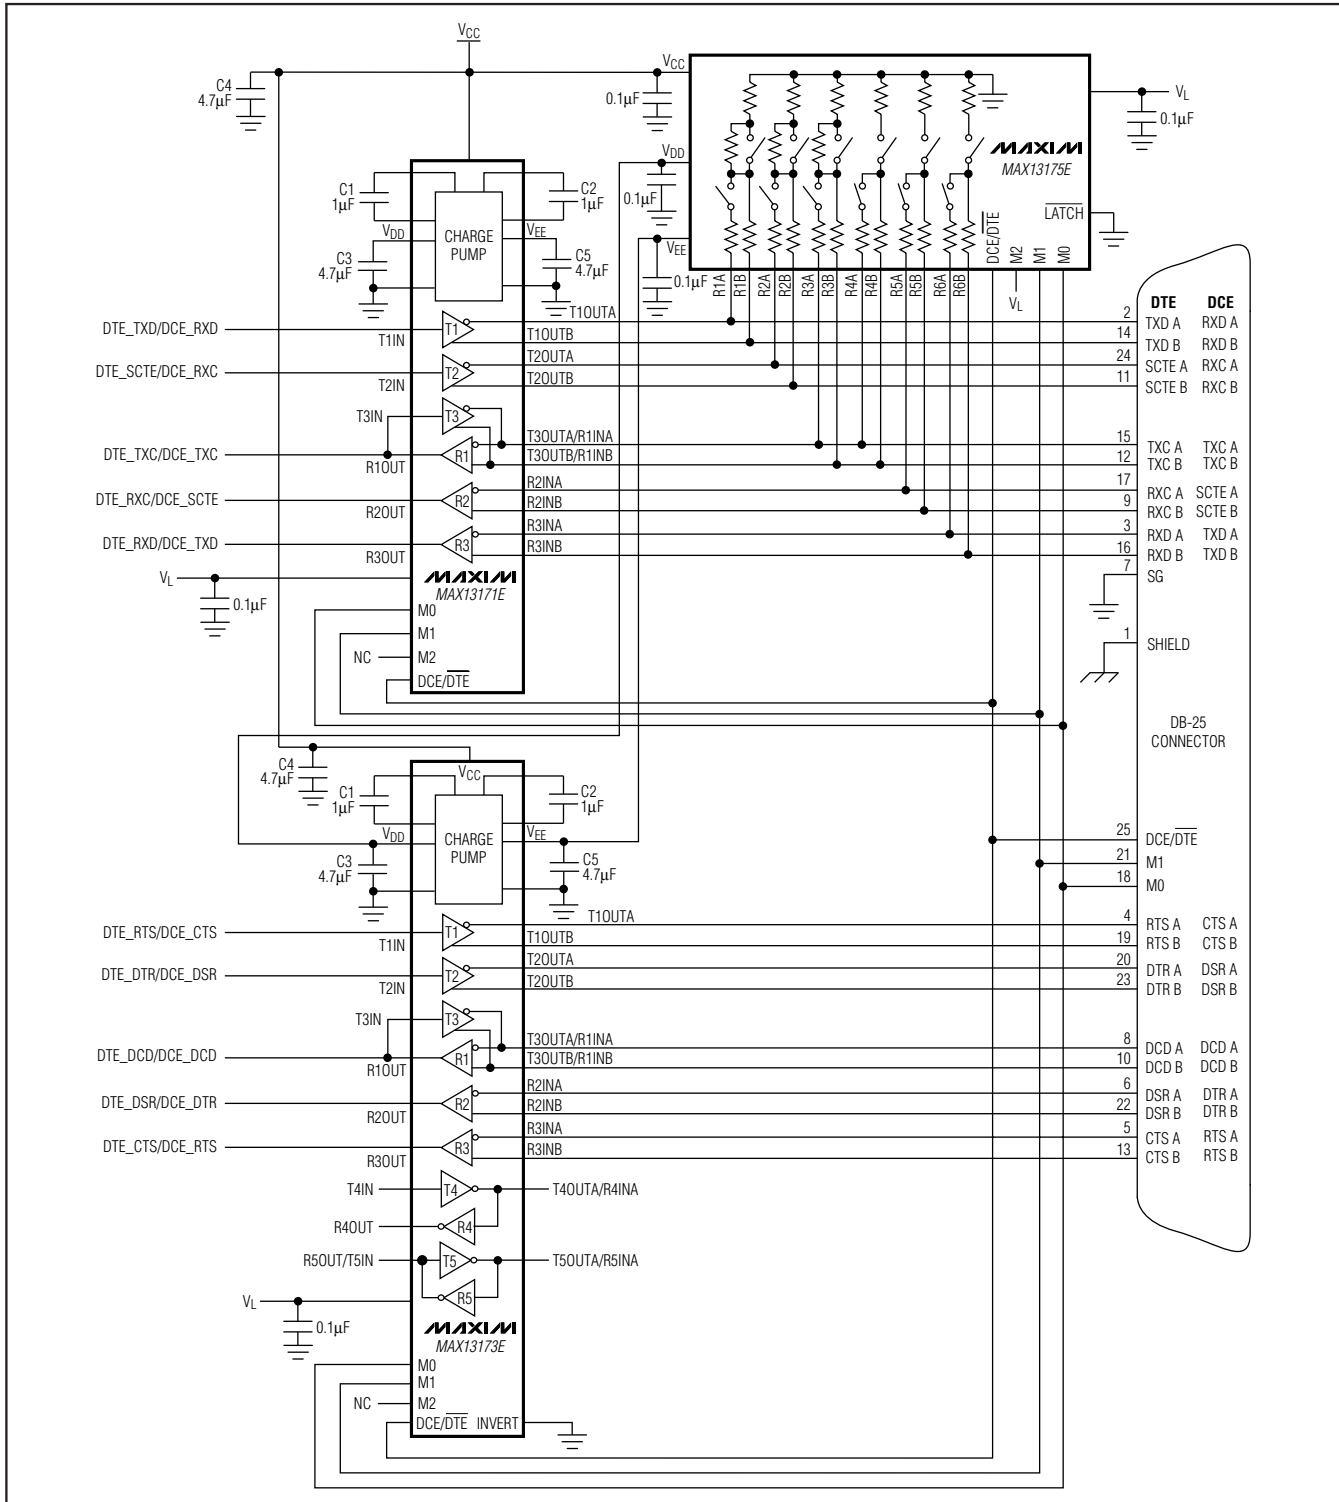 VCC
C4
4.7µF
VCC
0.1µF
VL
0.1µF
MAXIM
MAX13175E
VDD
0.1µF
LATCH
VEE
0.1µF
R1A
R1B
R2A
R2B
R3A
R3B
R4A
R4B
R5A
R5B
R6A
R6B
DCE/DTE
M2
M1
M0
VL
C1
1µF
C2
1µF
VDD
CHARGE
PUMP
VEE
C3
4.7µF
C5
4.7µF
DTE DCE
DTE_TXD/DCE_RXD
T1IN
T1
T1OUTA
2
TXD A RXD A
T1OUTB
14
TXD B RXD B
DTE_SCTE/DCE_RXC
T2IN
T2
T2OUTA
24
SCTE A RXC A
T2OUTB
11
SCTE B RXC B
T3IN
T3
DTE_TXC/DCE_TXC
R1OUT
R1
T3OUTA/R1INA
15
TXC A TXC A
T3OUTB/R1INB
12
TXC B TXC B
DTE_RXC/DCE_SCTE
R2OUT
R2
R2INA
17
RXC A SCTE A
R2INB
9
RXC B SCTE B
DTE_RXD/DCE_TXD
R3OUT
R3
R3INA
3
RXD A TXD A
R3INB
16
RXD B TXD B
7
SG
VL
0.1µF
MAXIM
MAX13171E
M0
M1
NC
M2
DCE/DTE
1
SHIELD
DB-25
CONNECTOR
C4
4.7µF
VCC
C1
1µF
C2
1µF
VDD
CHARGE
PUMP
VEE
C3
4.7µF
C5
4.7µF
25
DCE/DTE
21
M1
18
M0
DTE_RTS/DCE_CTS
T1IN
T1
T1OUTA
4
RTS A CTS A
T1OUTB
19
RTS B CTS B
DTE_DTR/DCE_DSR
T2IN
T2
T2OUTA
20
DTR A DSR A
T2OUTB
23
DTR B DSR B
T3IN
T3
DTE_DCD/DCE_DCD
R1OUT
R1
T3OUTA/R1INA
8
DCD A DCD A
T3OUTB/R1INB
10
DCD B DCD B
DTE_DSR/DCE_DTR
R2OUT
R2
R2INA
6
DSR A DTR A
R2INB
22
DSR B DTR B
DTE_CTS/DCE_RTS
R3OUT
R3
R3INA
5
CTS A RTS A
R3INB
13
CTS B RTS B
T4IN
T4
T4OUTA/R4INA
R4OUT
R4
R5OUT/T5IN
T5
T5OUTA/R5INA
R5
VL
0.1µF
MAXIM
MAX13173E
M0
M1
NC
M2
DCE/DTE INVERT